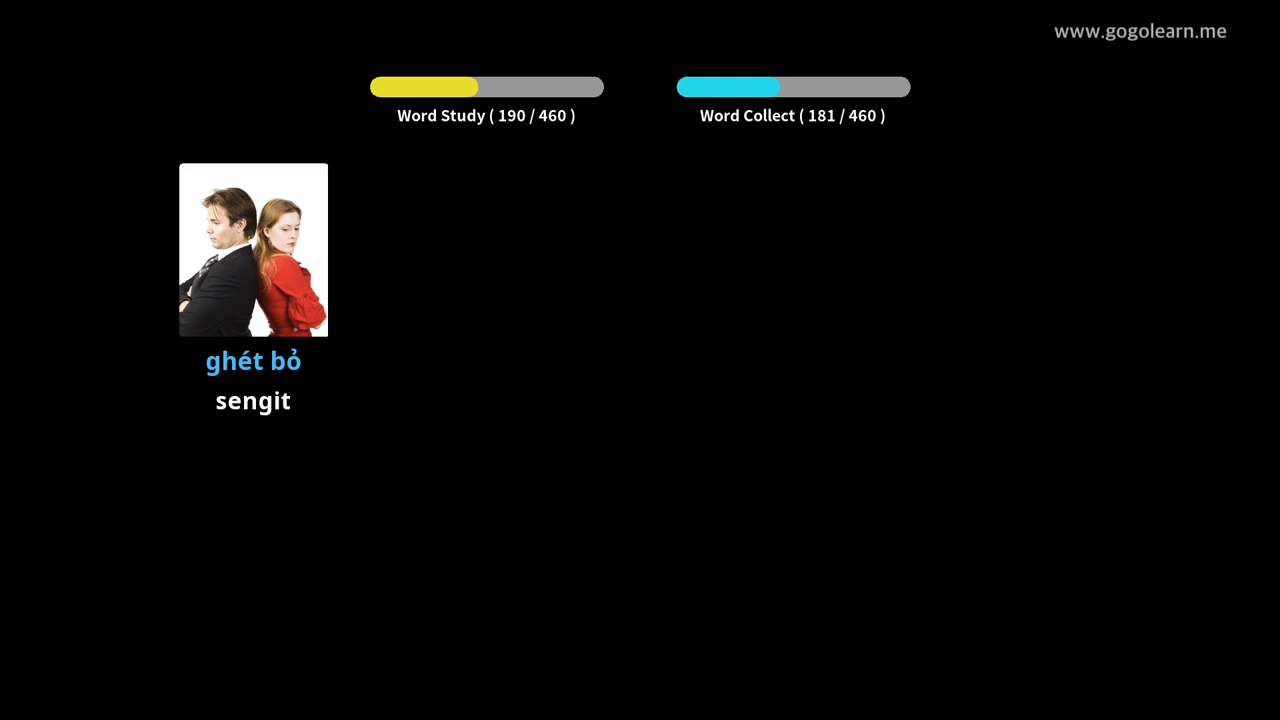 www.gogolearn.me
Word Study ( 190 / 460 )
Word Collect ( 181 / 460 )
ghét bỏ
sengit